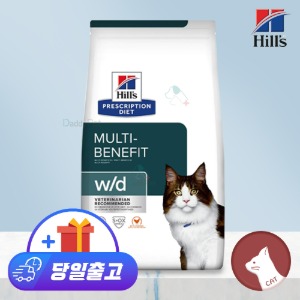 Hill's
Hill's
PRESCRIPTION DIET
MULTI-
BENEFIT
w/d
VETERINARIAN
RECOMMENDED
+
당일출고
CAT